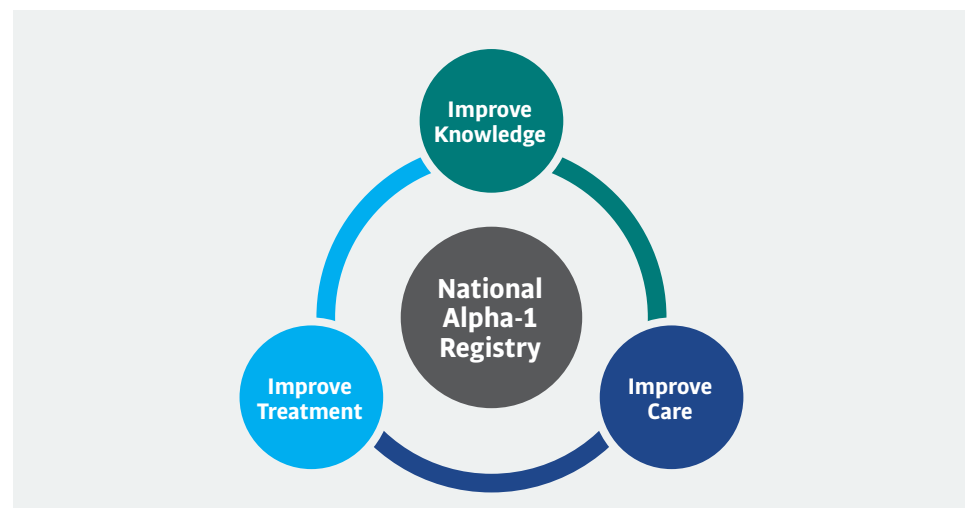 Improve
Knowledge
National
Alpha-1
Registry
Improve
Treatment
Improve
Care